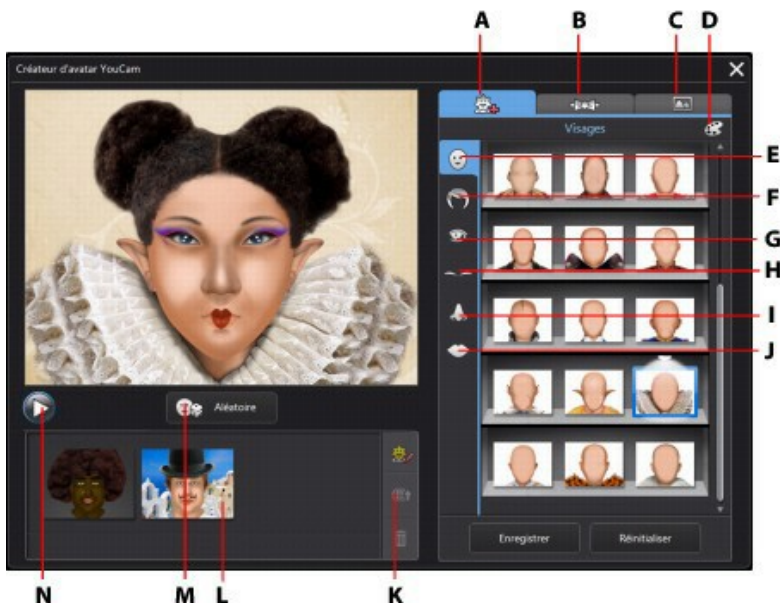 A B C D
Créateur d'avatar YouCam
Visages
E
F
G
H
I
J
Aléatoire
Enregistrer Réinitialiser
N M L K